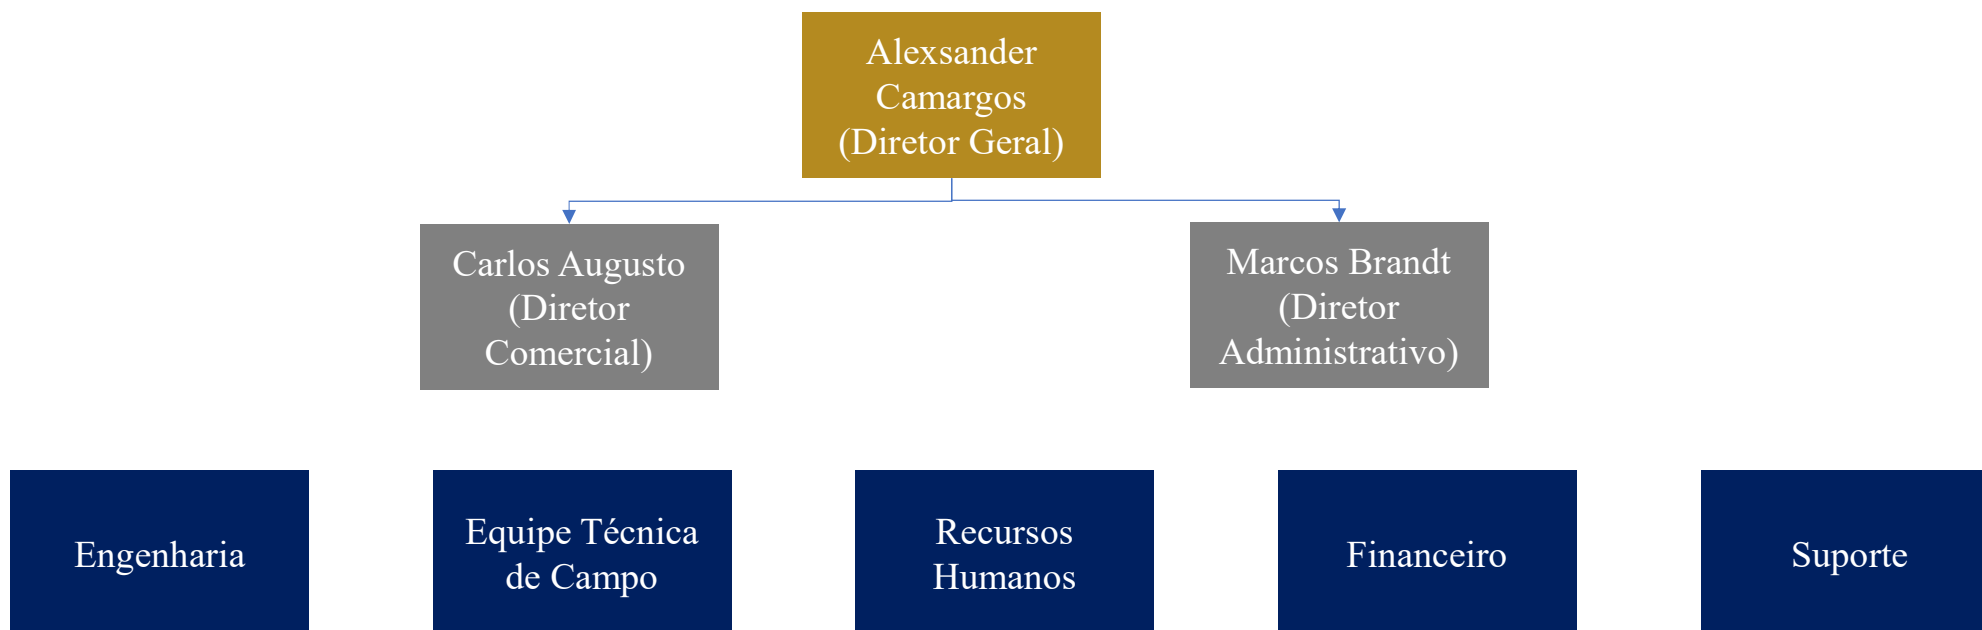 Alexsander
Camargos
(Diretor Geral)
Carlos Augusto
(Diretor
Comercial)
Marcos Brandt
(Diretor
Administrativo)
Engenharia
Equipe Técnica
de Campo
Recursos
Humanos
Financeiro
Suporte